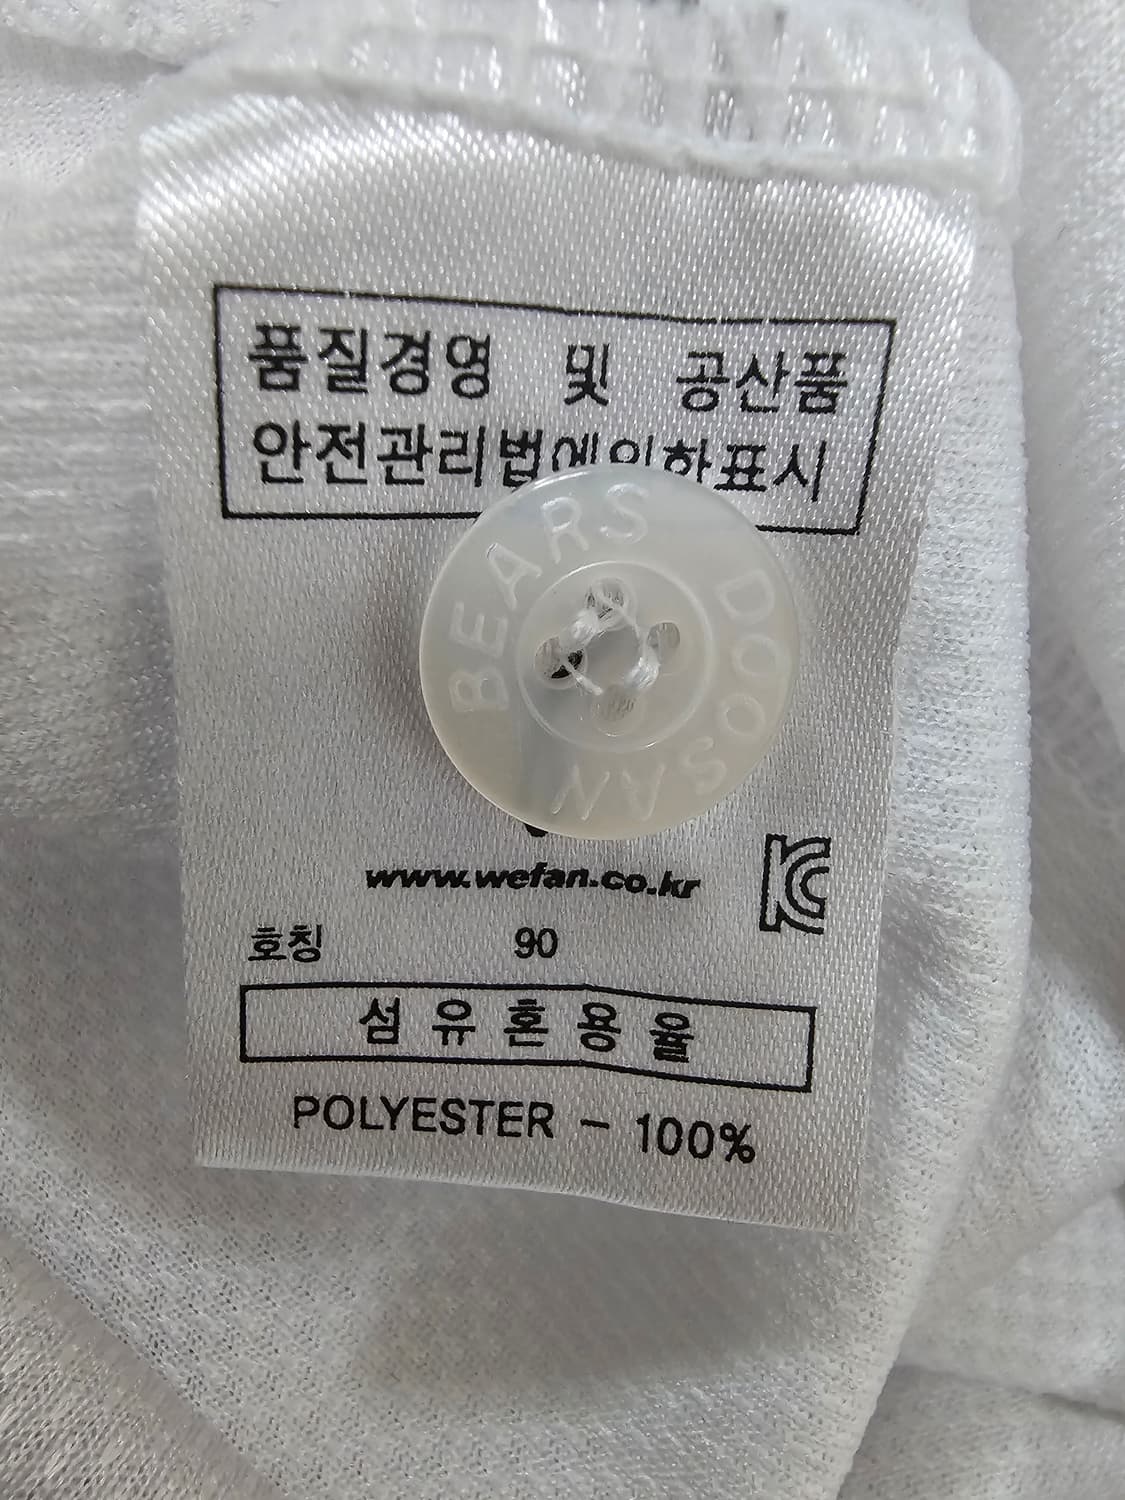 품질경영 및 공산품
안전관리법에의하표시
BEARS DOOSAN
www.wefan.co.kr
호칭 90
섬유혼용율
POLYESTER - 100%